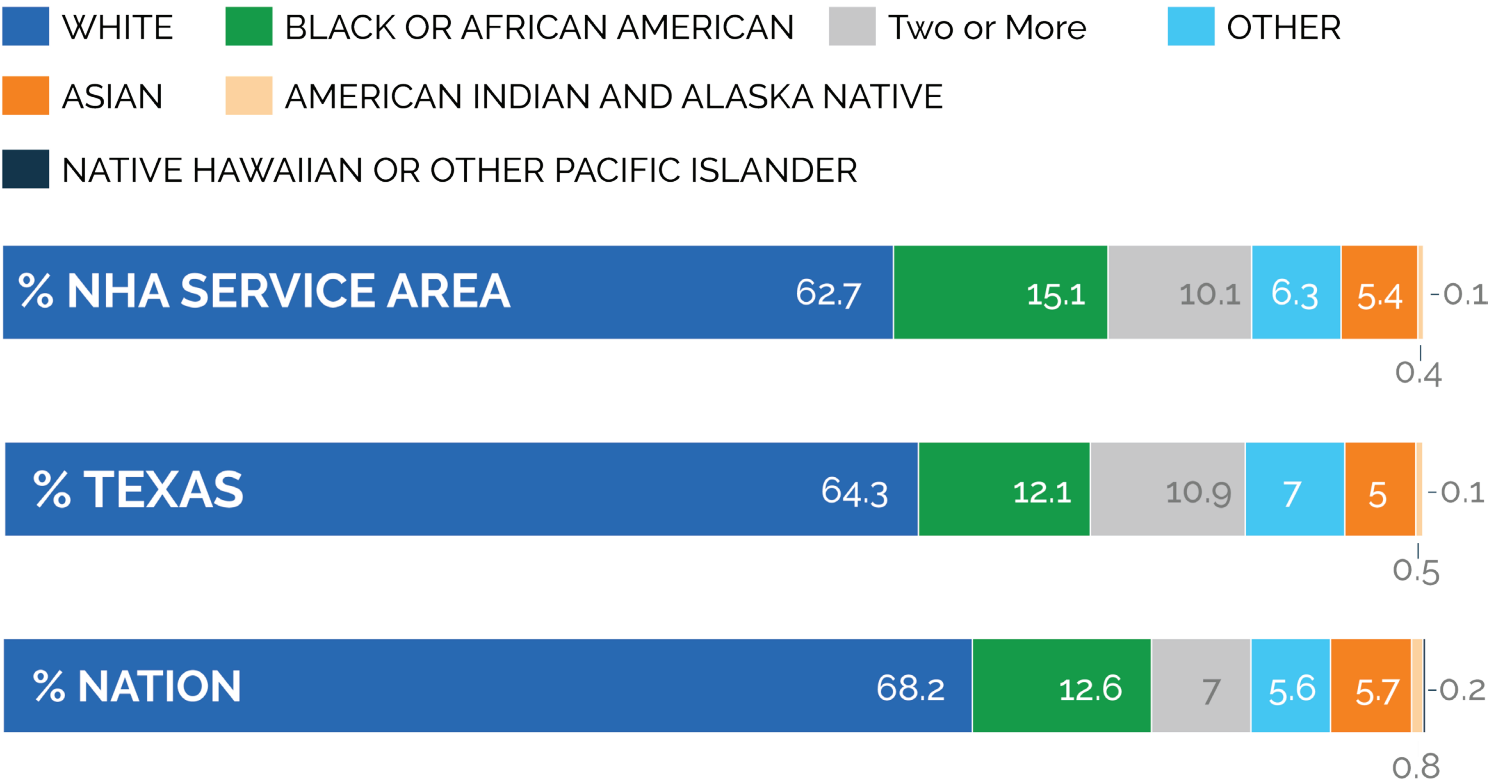 WHITE BLACK OR AFRICAN AMERICAN Two or More OTHER
ASIAN AMERICAN INDIAN AND ALASKA NATIVE
NATIVE HAWAIIAN OR OTHER PACIFIC ISLANDER
% NHA SERVICE AREA 62.7 15.1 10.1 6.3 5.4 -0.1
0.4
% TEXAS 64.3 12.1 10.9 7 5 -0.1
0.5
% NATION 68.2 12.6 7 5.6 5.7 -0.2
0.8